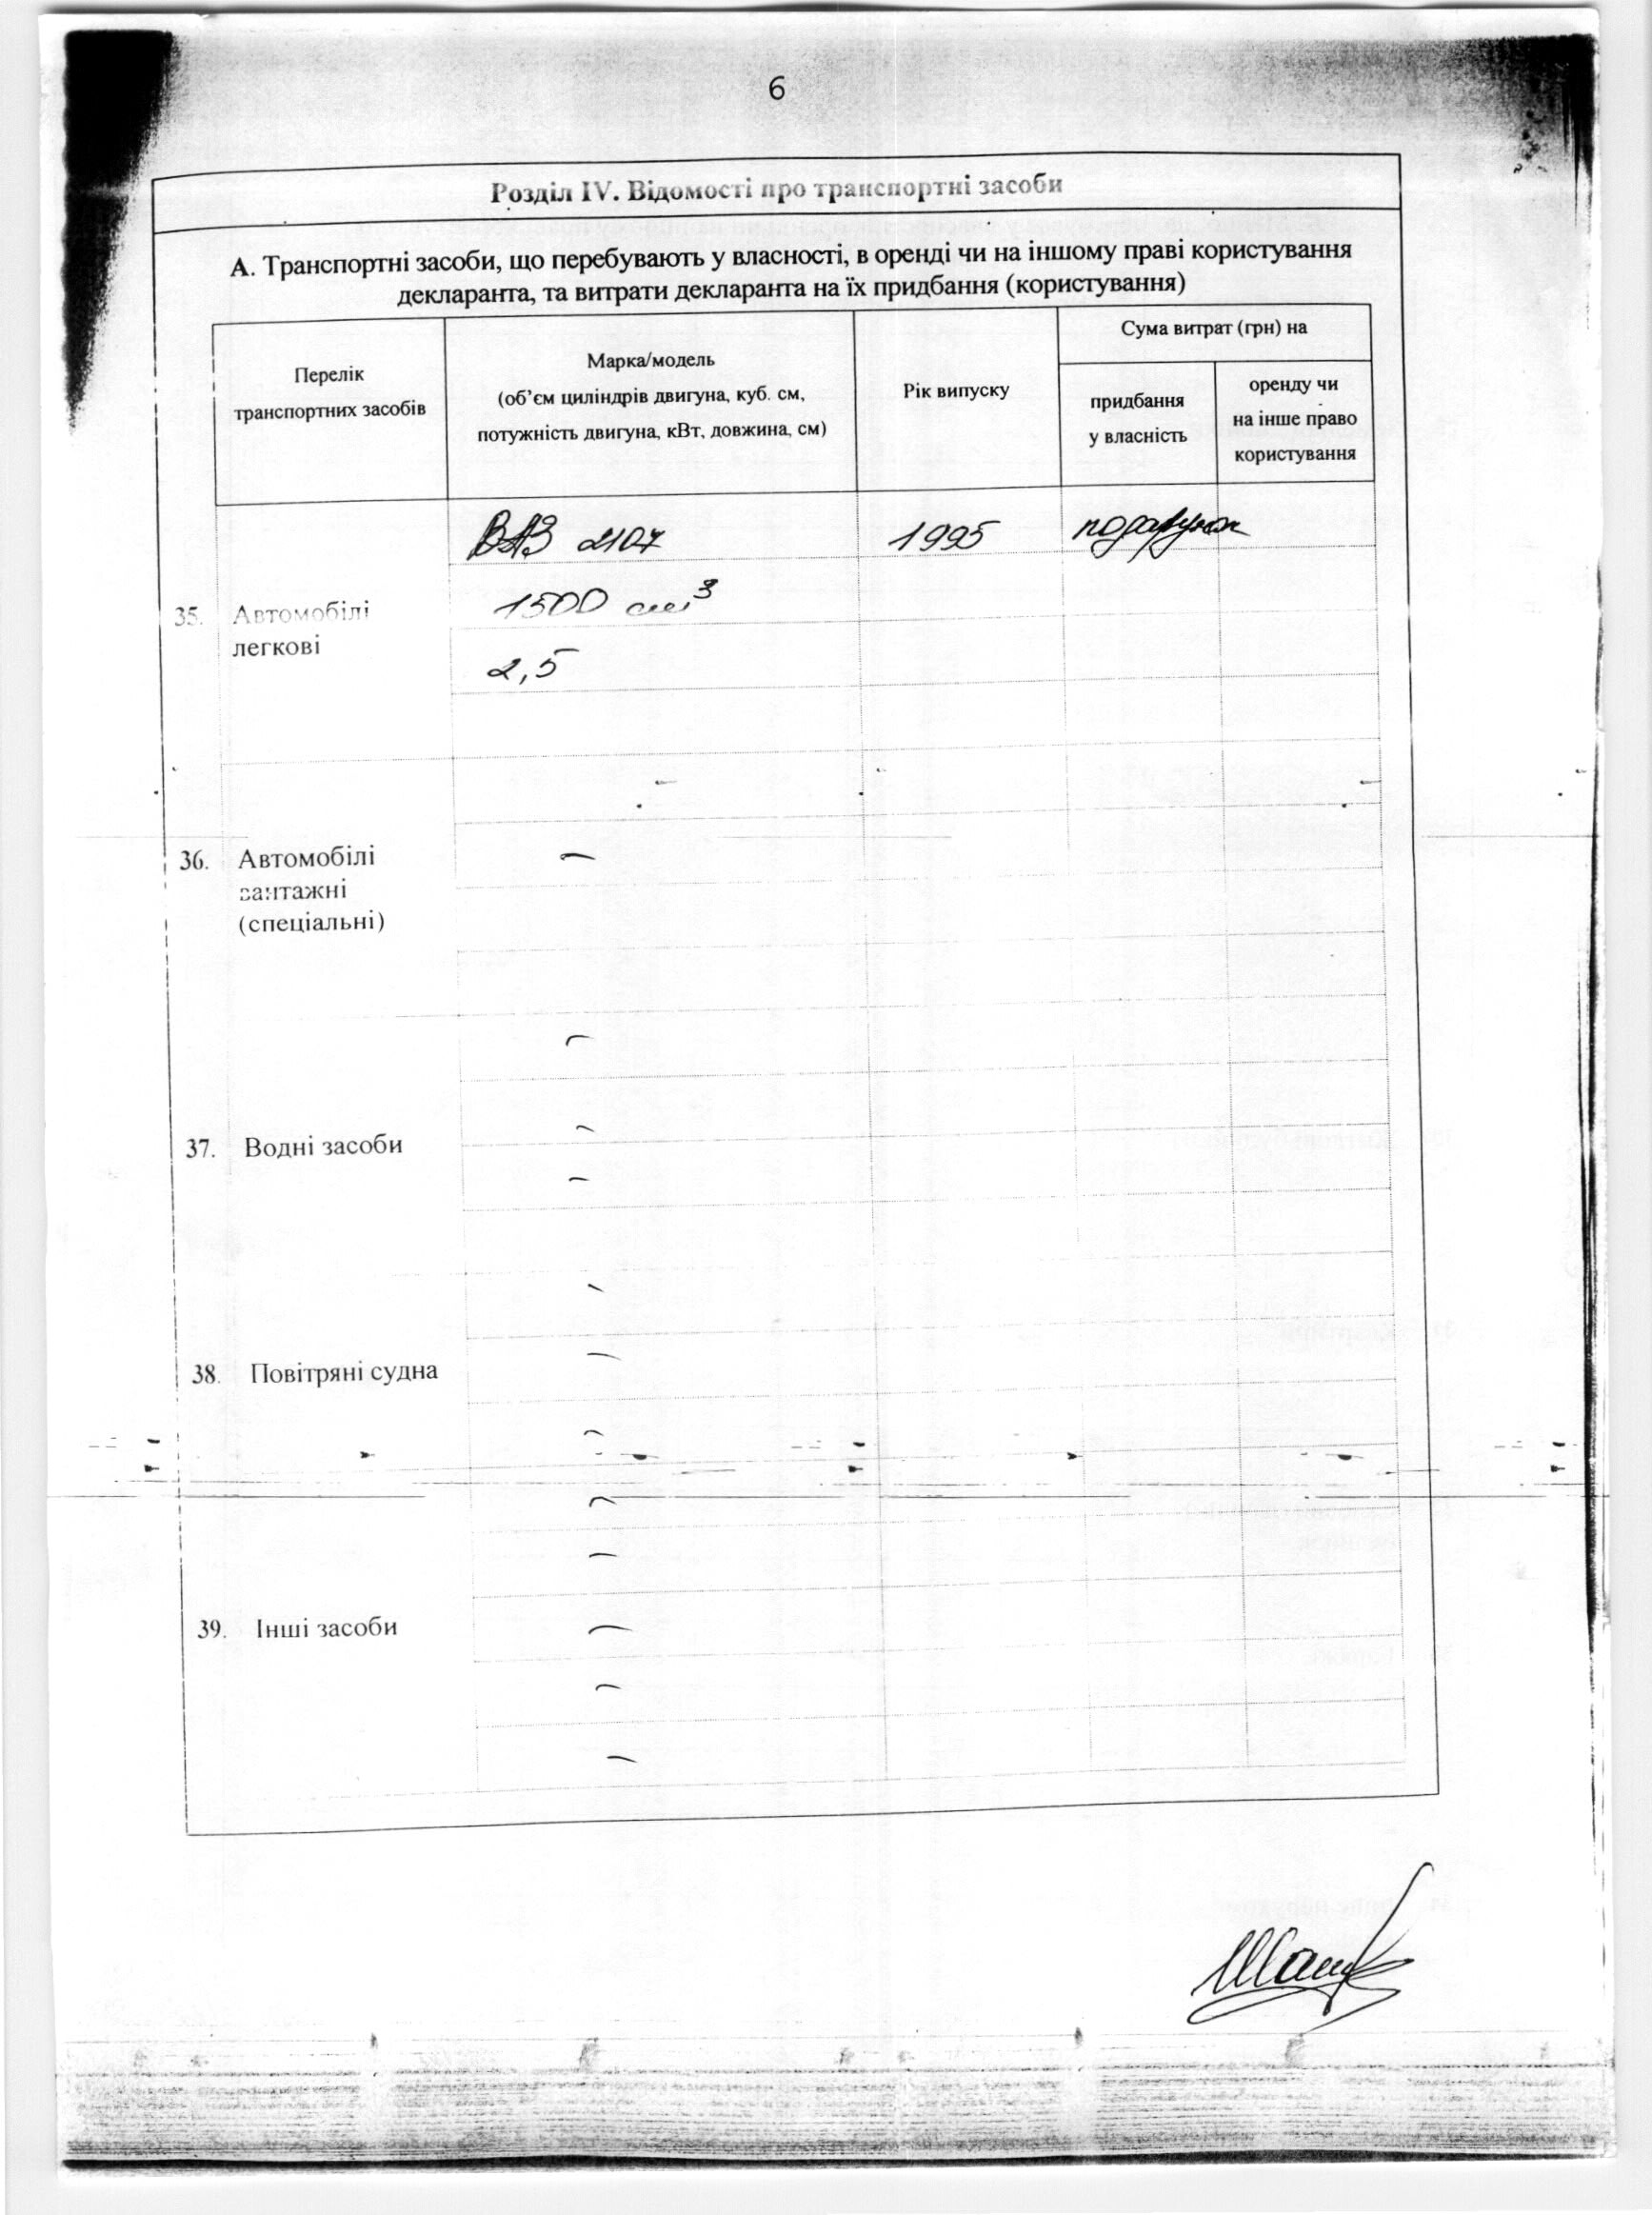 6
Розділ IV. Відомості про транспортні засоби
А. Транспортні засоби, що перебувають у власності, в оренді чи на іншому праві користування
декларанта, та витрати декларанта на їх придбання (користування)
Перелік
транспортних засобів
Марка/модель
(об’єм циліндрів двигуна, куб. см,
потужність двигуна, кВт, довжина, см)
Рік випуску
Сума витрат (грн) на
придбання
у власність
оренду чи
на інше право
користування
35. Автомобілі
легкові
ВАЗ 2107 1995 подарунок
1500 см³
2,5
36. Автомобілі
вантажні
(спеціальні)
–
37. Водні засоби
–
–
–
38. Повітряні судна
–
–
–
39. Інші засоби
–
–
–
–
–